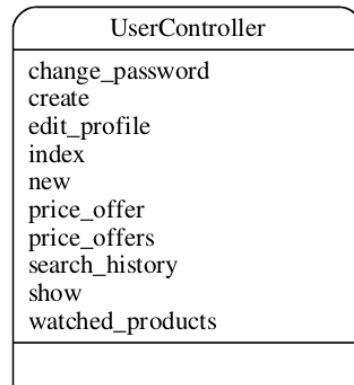 UserController
change_password
create
edit_profile
index
new
price_offer
price_offers
search_history
show
watched_products